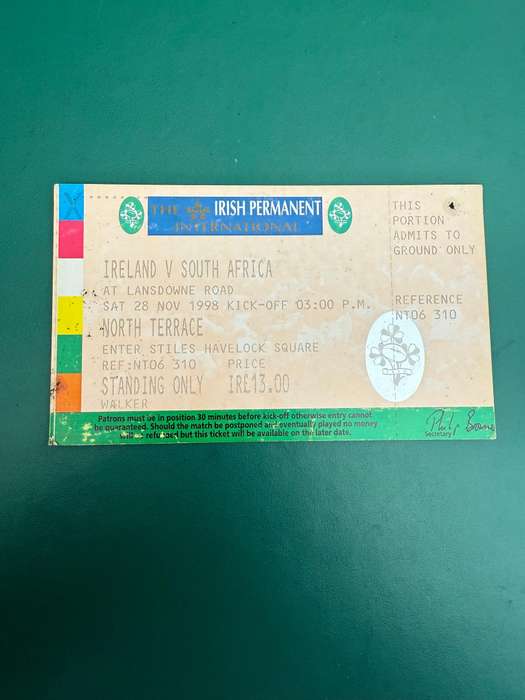 THE IRISH PERMANENT
INTERNATIONAL
IRELAND V SOUTH AFRICA
AT LANSDOWNE ROAD
SAT 28 NOV 1998 KICK-OFF 03:00 P.M.
NORTH TERRACE
ENTER STILES HAVELOCK SQUARE
REF:NT06 310 PRICE
STANDING ONLY IR£13.00
WALKER
Patrons must be in position 30 minutes before kick-off otherwise entry cannot
be guaranteed. Should the match be postponed and eventually played no money
will be refunded but this ticket will be available on the later date.
THIS
PORTION
ADMITS TO
GROUND ONLY
REFERENCE
NT06 310
Secretary